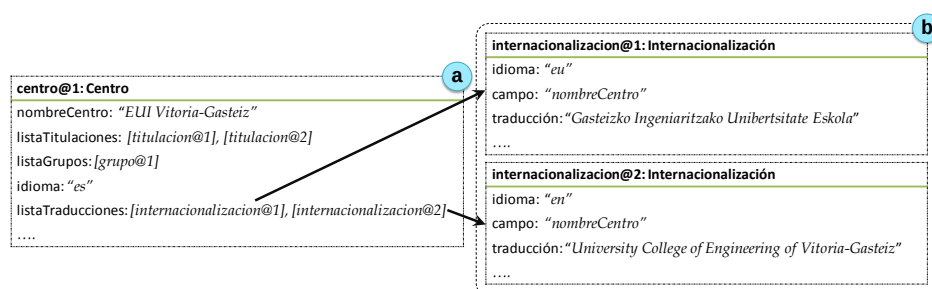 a
centro@1: Centro
nombreCentro: “EUI Vitoria-Gasteiz”
listaTitulaciones: [titulacion@1], [titulacion@2]
listaGrupos: [grupo@1]
idioma: “es”
listaTraducciones: [internacionalizacion@1], [internacionalizacion@2]
....
b
internacionalizacion@1: Internacionalización
idioma: “eu”
campo: “nombreCentro”
traducción: “Gasteizko Ingeniaritzako Unibertsitate Eskola”
....
internacionalizacion@2: Internacionalización
idioma: “en”
campo: “nombreCentro”
traducción: “University College of Engineering of Vitoria-Gasteiz”
....